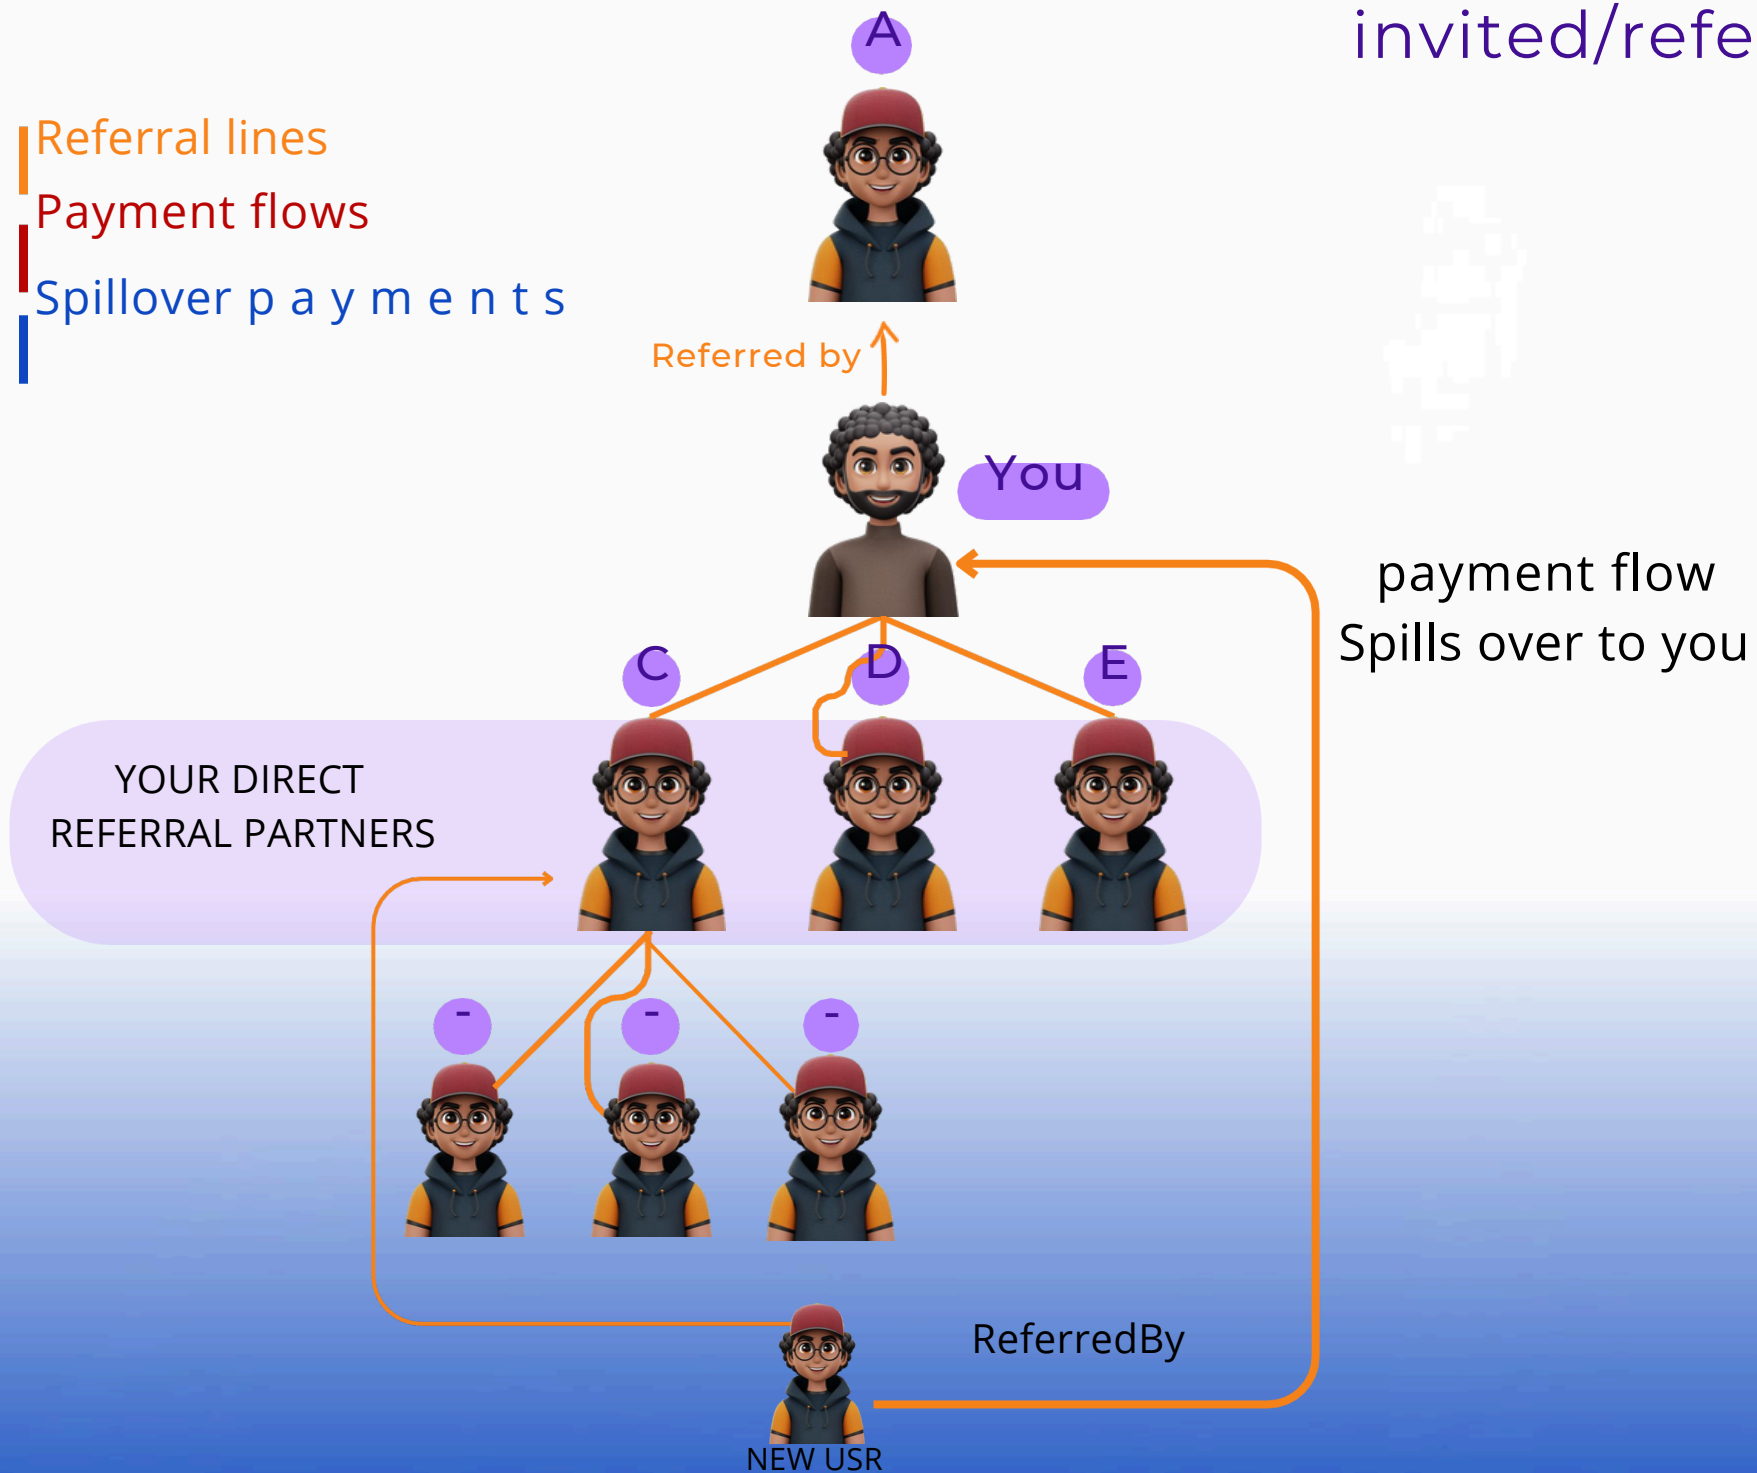 A
invited/refe
Referral lines
Payment flows
Spillover p a y m e n t s
Referred by
You
payment flow
Spills over to you
C
D
E
YOUR DIRECT
REFERRAL PARTNERS
-
-
-
ReferredBy
NEW USR